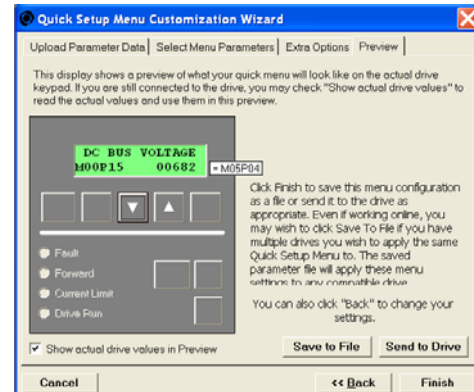 Quick Setup Menu Customization Wizard
Upload Parameter Data Select Menu Parameters Extra Options Preview
This display shows a preview of what your quick menu will look like on the actual drive
keypad. If you are still connected to the drive, you may check "Show actual drive values" to
read the actual values and use them in this preview.
DC BUS VOLTAGE
M00P15 00682
= M05P04
Click Finish to save this menu configuration
as a file or send it to the drive as
appropriate. Even if working online, you
may wish to click Save To File if you have
multiple drives you wish to apply the same
Quick Setup Menu to. The saved
parameter file will apply these menu
settings to any compatible drive
Fault
Forward
Current Limit
Drive Run
You can also click "Back" to change your
settings.
Show actual drive values in Preview
Save to File Send to Drive
Cancel << Back Finish